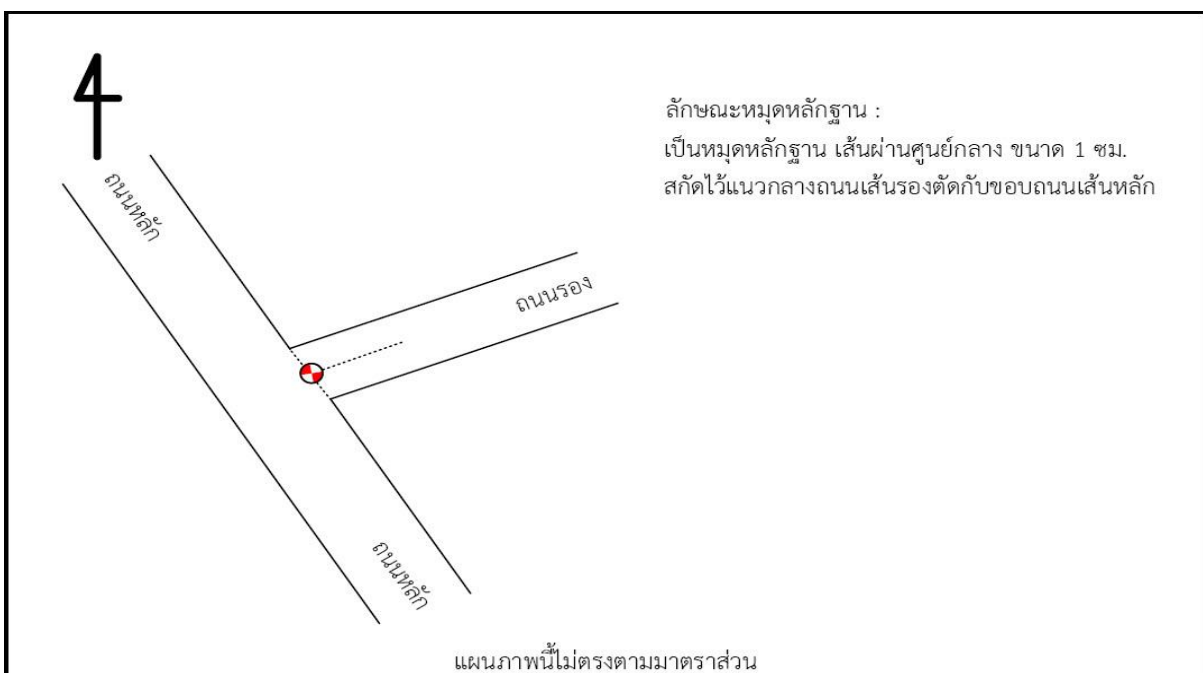 ลักษณะหมุดหลักฐาน :
เป็นหมุดหลักฐาน เส้นผ่านศูนย์กลาง ขนาด 1 ซม.
สกัดไว้แนวกลางถนนเส้นรองตัดกับขอบถนนเส้นหลัก
ถนนหลัก
ถนนรอง
ถนนหลัก
แผนภาพนี้ไม่ตรงตามมาตราส่วน